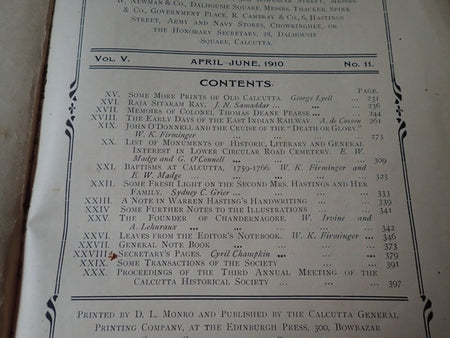 W. Newman & Co., Dalhousie Square, Messrs.
& Co., Government Place, R. Cambray & Co., 6, Hastings
Street, Army and Navy Stores, Chowringhee, or
the Honorary Secretary, 28, Dalhousie
Square, Calcutta.
Vol. V. APRIL-JUNE, 1910 No. 11.
CONTENTS.
Page.
XV. Some More Prints of Old Calcutta. George Lyell ... 231
XVI. Raja Sitaram Ray. J. N. Samaddar ... ... 236
XVII. Memoirs of Colonel Thomas Deane Pearse ... 244
XVIII. The Early Days of the East Indian Railway. A. de Cosson 261
XIX. John O'Donnell and the Cruise of the "Death or Glory."
W. K. Firminger ... ... ... 273
XX. List of Monuments of Historic, Literary and General
Interest in Lower Circular Road Cemetery. E. W.
Madge and G. O'Connell ... ... ... 309
XXI. Baptisms at Calcutta, 1759-1766. W. K. Firminger and
E. W. Madge ... ... ... 325
XXII. Some Fresh Light on the Second Mrs. Hastings and Her
Family. Sydney C. Grier ... ... ... 333
XXIII. A Note in Warren Hasting's Handwriting ... 339
XXIV Some Further Notes to the Illustrations ... 341
XXV. The Founder of Chandernagore. W. Irvine and
A. Lehuraux ... ... ... 342
XXVI. Leaves from the Editor's Notebook. W. K. Firminger ... 346
XXVII. General Note Book ... ... ... 373
XXVIII. Secretary's Pages. Cyril Champkin ... ... 379
XXIX. Some Transactions of the Society ... ... 391
XXX. Proceedings of the Third Annual Meeting of the
Calcutta Historical Society ... ... ... 397
Printed by D. L. Monro and Published by the Calcutta General
Printing Company, at the Edinburgh Press, 300, Bowbazar